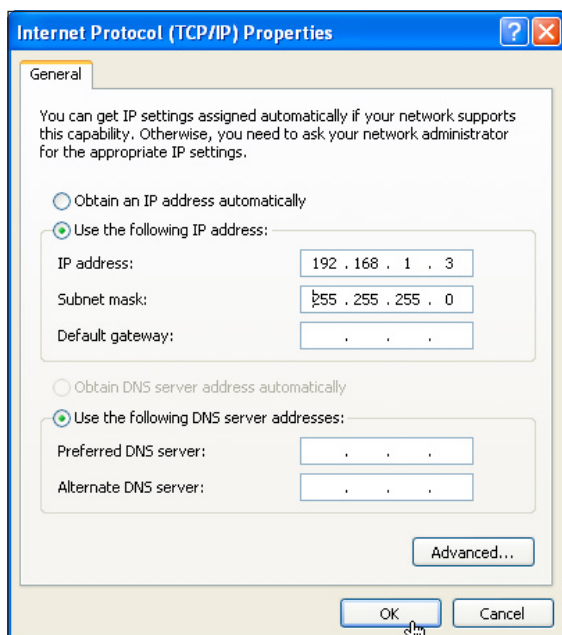 Internet Protocol (TCP/IP) Properties
General
You can get IP settings assigned automatically if your network supports
this capability. Otherwise, you need to ask your network administrator
for the appropriate IP settings.
Obtain an IP address automatically
Use the following IP address:
IP address: 192 . 168 . 1 . 3
Subnet mask: 255 . 255 . 255 . 0
Default gateway: . . .
Obtain DNS server address automatically
Use the following DNS server addresses:
Preferred DNS server: . . .
Alternate DNS server: . . .
Advanced...
OK Cancel